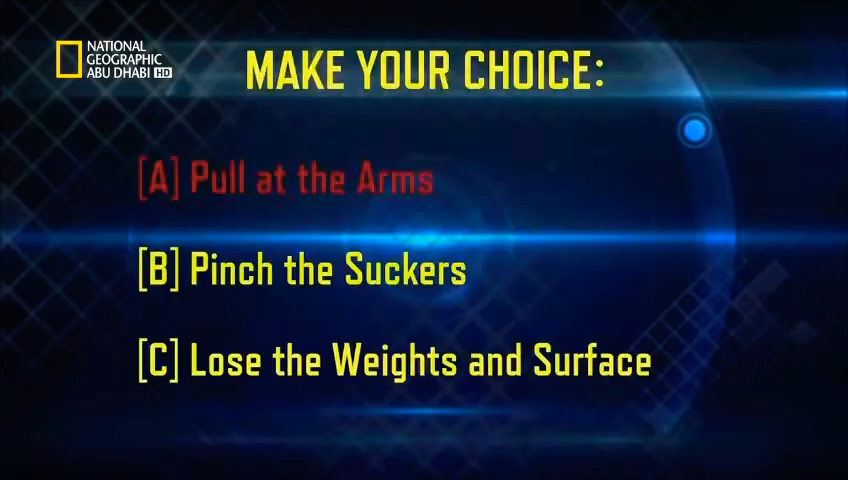 NATIONAL
GEOGRAPHIC
ABU DHABI HD
MAKE YOUR CHOICE:
[A] Pull at the Arms
[B] Pinch the Suckers
[C] Lose the Weights and Surface